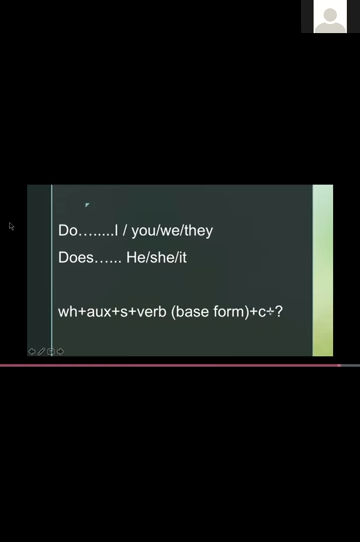 Do….....I / you/we/they
Does…... He/she/it
wh+aux+s+verb (base form)+c÷?